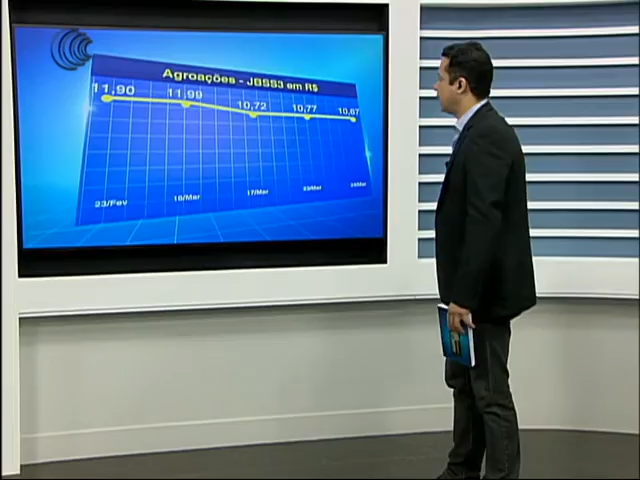 Agroações - JBSS3 em R$
11,90 11,99 10,72 10,77 10,67
23/Fev 16/Mar 17/Mar 23/Mar